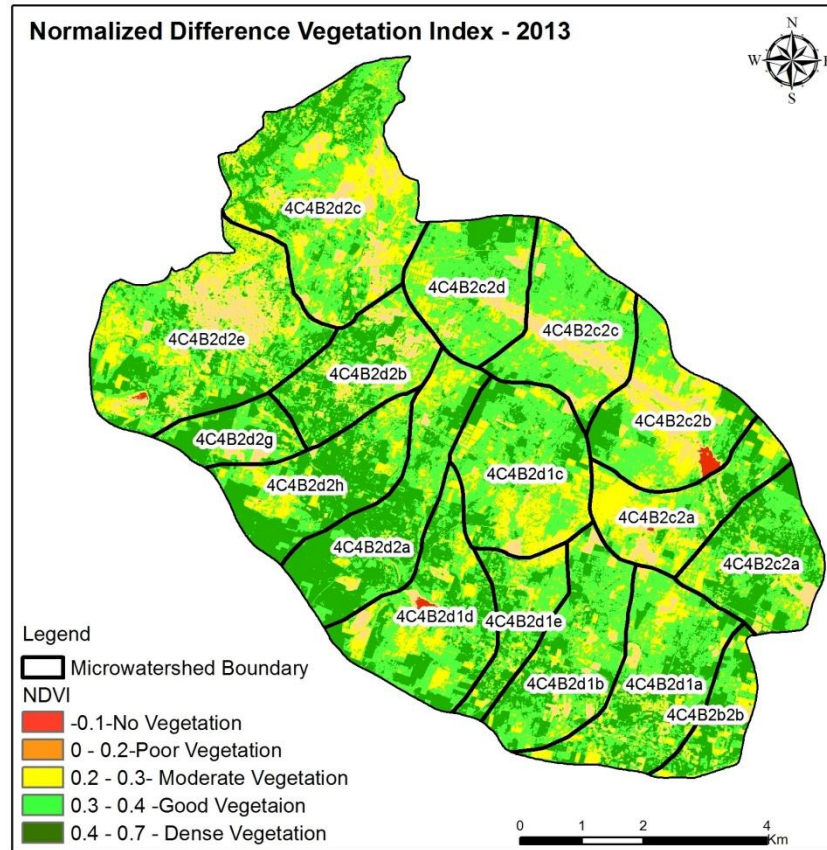 Normalized Difference Vegetation Index - 2013
N
W
E
S
4C4B2d2c
4C4B2c2d
4C4B2c2c
4C4B2d2e
4C4B2d2b
4C4B2c2b
4C4B2d2g
4C4B2d1c
4C4B2d2h
4C4B2c2a
4C4B2d2a
4C4B2c2a
4C4B2d1d
4C4B2d1e
4C4B2d1b
4C4B2d1a
4C4B2b2b
Legend
Microwatershed Boundary
NDVI
-0.1-No Vegetation
0 - 0.2-Poor Vegetation
0.2 - 0.3- Moderate Vegetation
0.3 - 0.4 -Good Vegetaion
0.4 - 0.7 - Dense Vegetation
0 1 2 4
Km